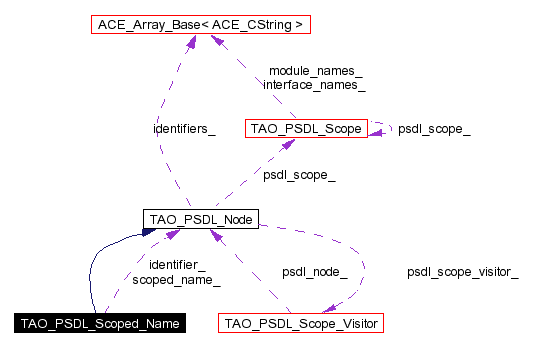 ACE_Array_Base< ACE_CString >
module_names_
interface_names_
identifiers_
TAO_PSDL_Scope
psdl_scope_
psdl_scope_
TAO_PSDL_Node
identifier_
scoped_name_
psdl_node_
psdl_scope_visitor_
TAO_PSDL_Scoped_Name
TAO_PSDL_Scope_Visitor